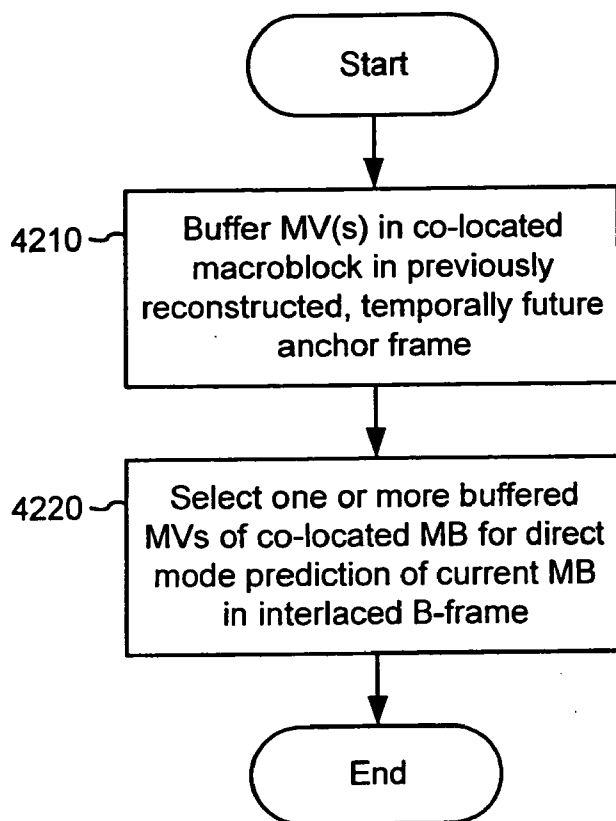 Start
4210
Buffer MV(s) in co-located
macroblock in previously
reconstructed, temporally future
anchor frame
4220
Select one or more buffered
MVs of co-located MB for direct
mode prediction of current MB
in interlaced B-frame
End